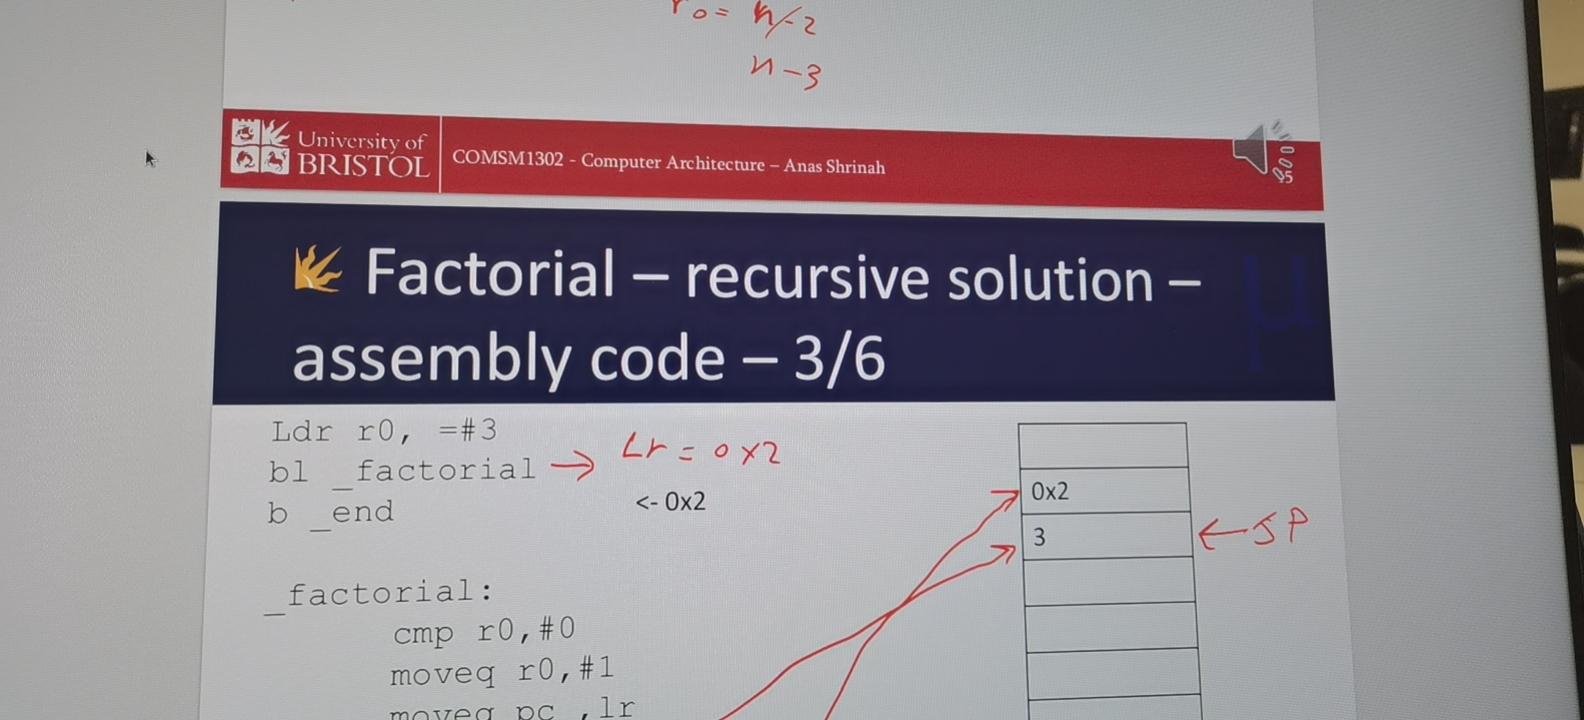 r0= n-2
n-3
University of
BRISTOL
COMSM1302 - Computer Architecture – Anas Shrinah
Factorial – recursive solution –
assembly code – 3/6
Ldr r0, =#3
bl _factorial → Lr = 0x2
b _end
<- 0x2
0x2
3
← SP
_factorial:
cmp r0,#0
moveq r0,#1
moveq pc ,lr